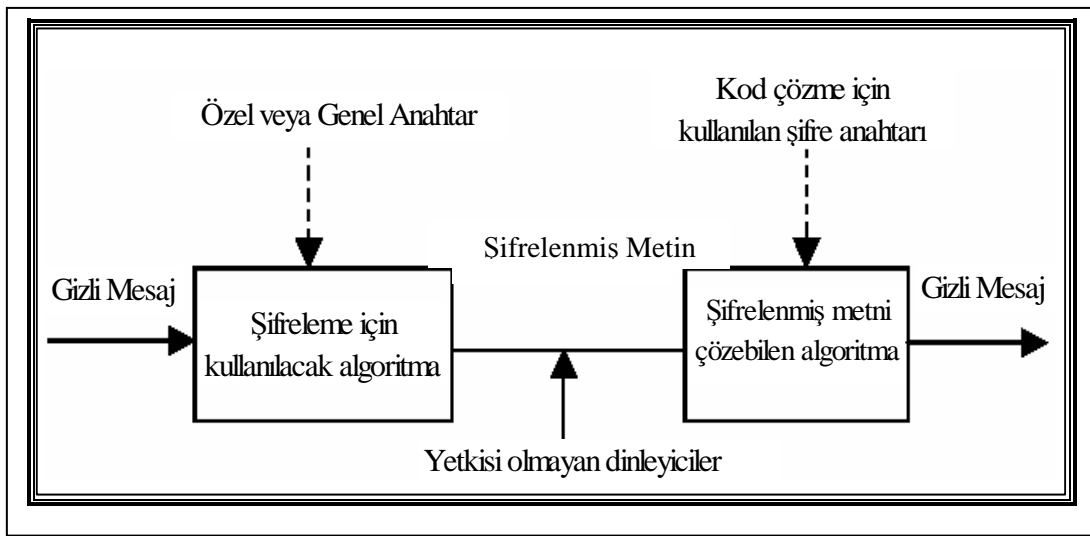 Özel veya Genel Anahtar
Kod çözme için
kullanılan şifre anahtarı
Şifrelenmiş Metin
Gizli Mesaj
Şifreleme için
kullanılacak algoritma
Şifrelenmiş metni
çözebilen algoritma
Gizli Mesaj
Yetkisi olmayan dinleyiciler